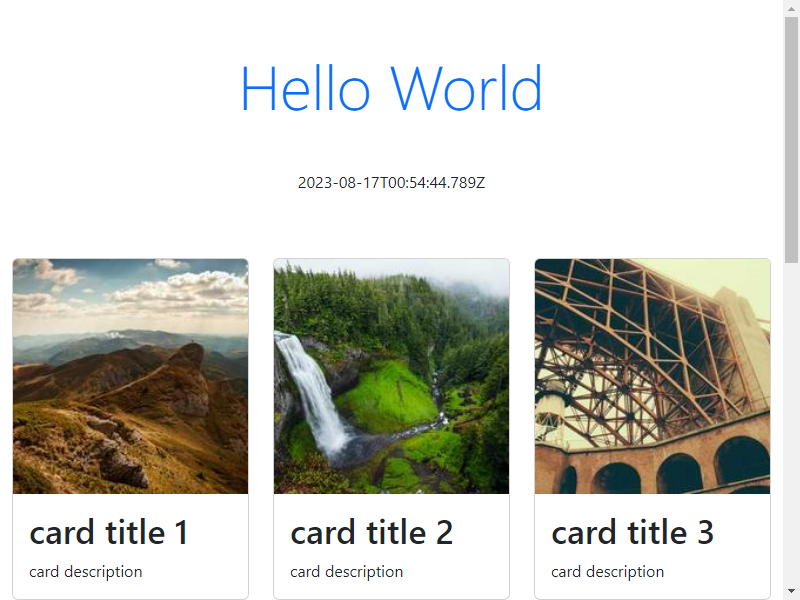 Hello World
2023-08-17T00:54:44.789Z
card title 1
card description
card title 2
card description
card title 3
card description